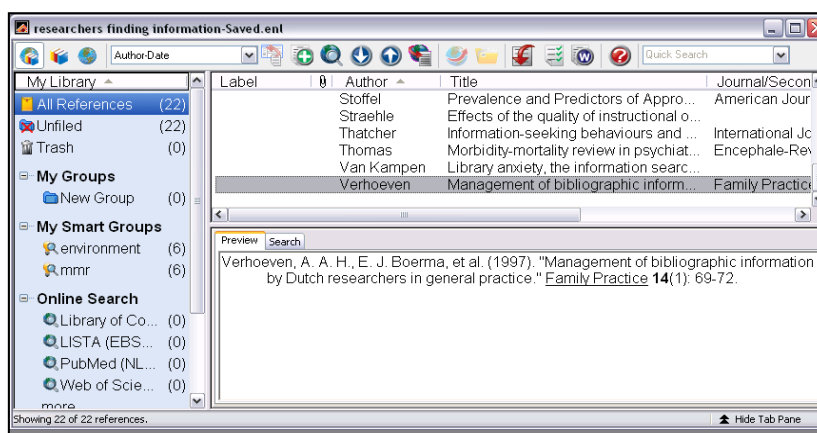 researchers finding information-Saved.enl
Author-Date
Quick Search
My Library
All References (22)
Unfiled (22)
Trash (0)
My Groups
New Group (0)
My Smart Groups
environment (6)
mmr (6)
Online Search
Library of Co... (0)
LISTA (EBS... (0)
PubMed (NL... (0)
Web of Scie... (0)
more
Label Author Title Journal/Second
Stoffel Prevalence and Predictors of Appro... American Jour
Straehle Effects of the quality of instructional o...
Thatcher Information-seeking behaviours and ... International Jo
Thomas Morbidity-mortality review in psychiat... Encephale-Rev
Van Kampen Library anxiety, the information searc...
Verhoeven Management of bibliographic inform... Family Practice
Preview Search
Verhoeven, A. A. H., E. J. Boerma, et al. (1997). "Management of bibliographic information
by Dutch researchers in general practice." Family Practice 14(1): 69-72.
Showing 22 of 22 references.
Hide Tab Pane